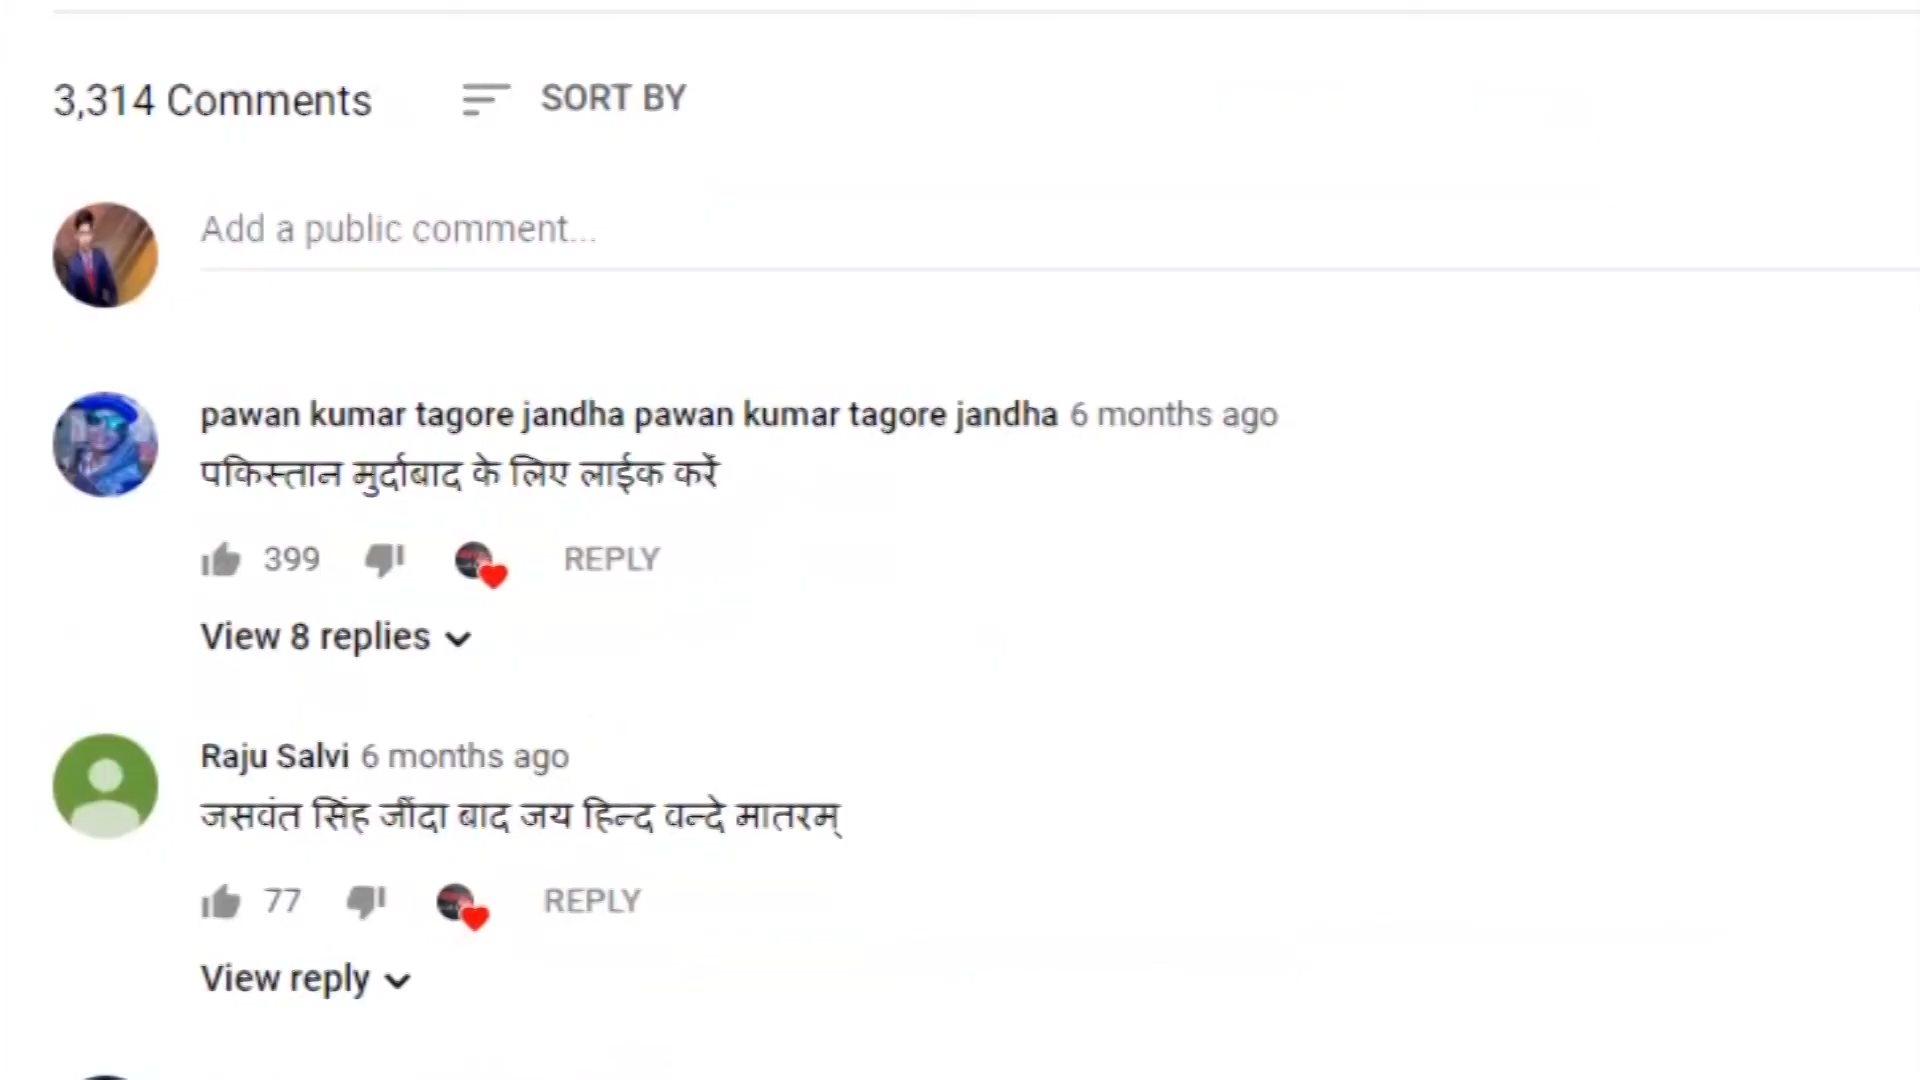 3,314 Comments SORT BY
Add a public comment...
pawan kumar tagore jandha pawan kumar tagore jandha 6 months ago
पकिस्तान मुर्दाबाद के लिए लाईक करें
399 REPLY
View 8 replies
Raju Salvi 6 months ago
जसवंत सिंह जींदा बाद जय हिन्द वन्दे मातरम्
77 REPLY
View reply